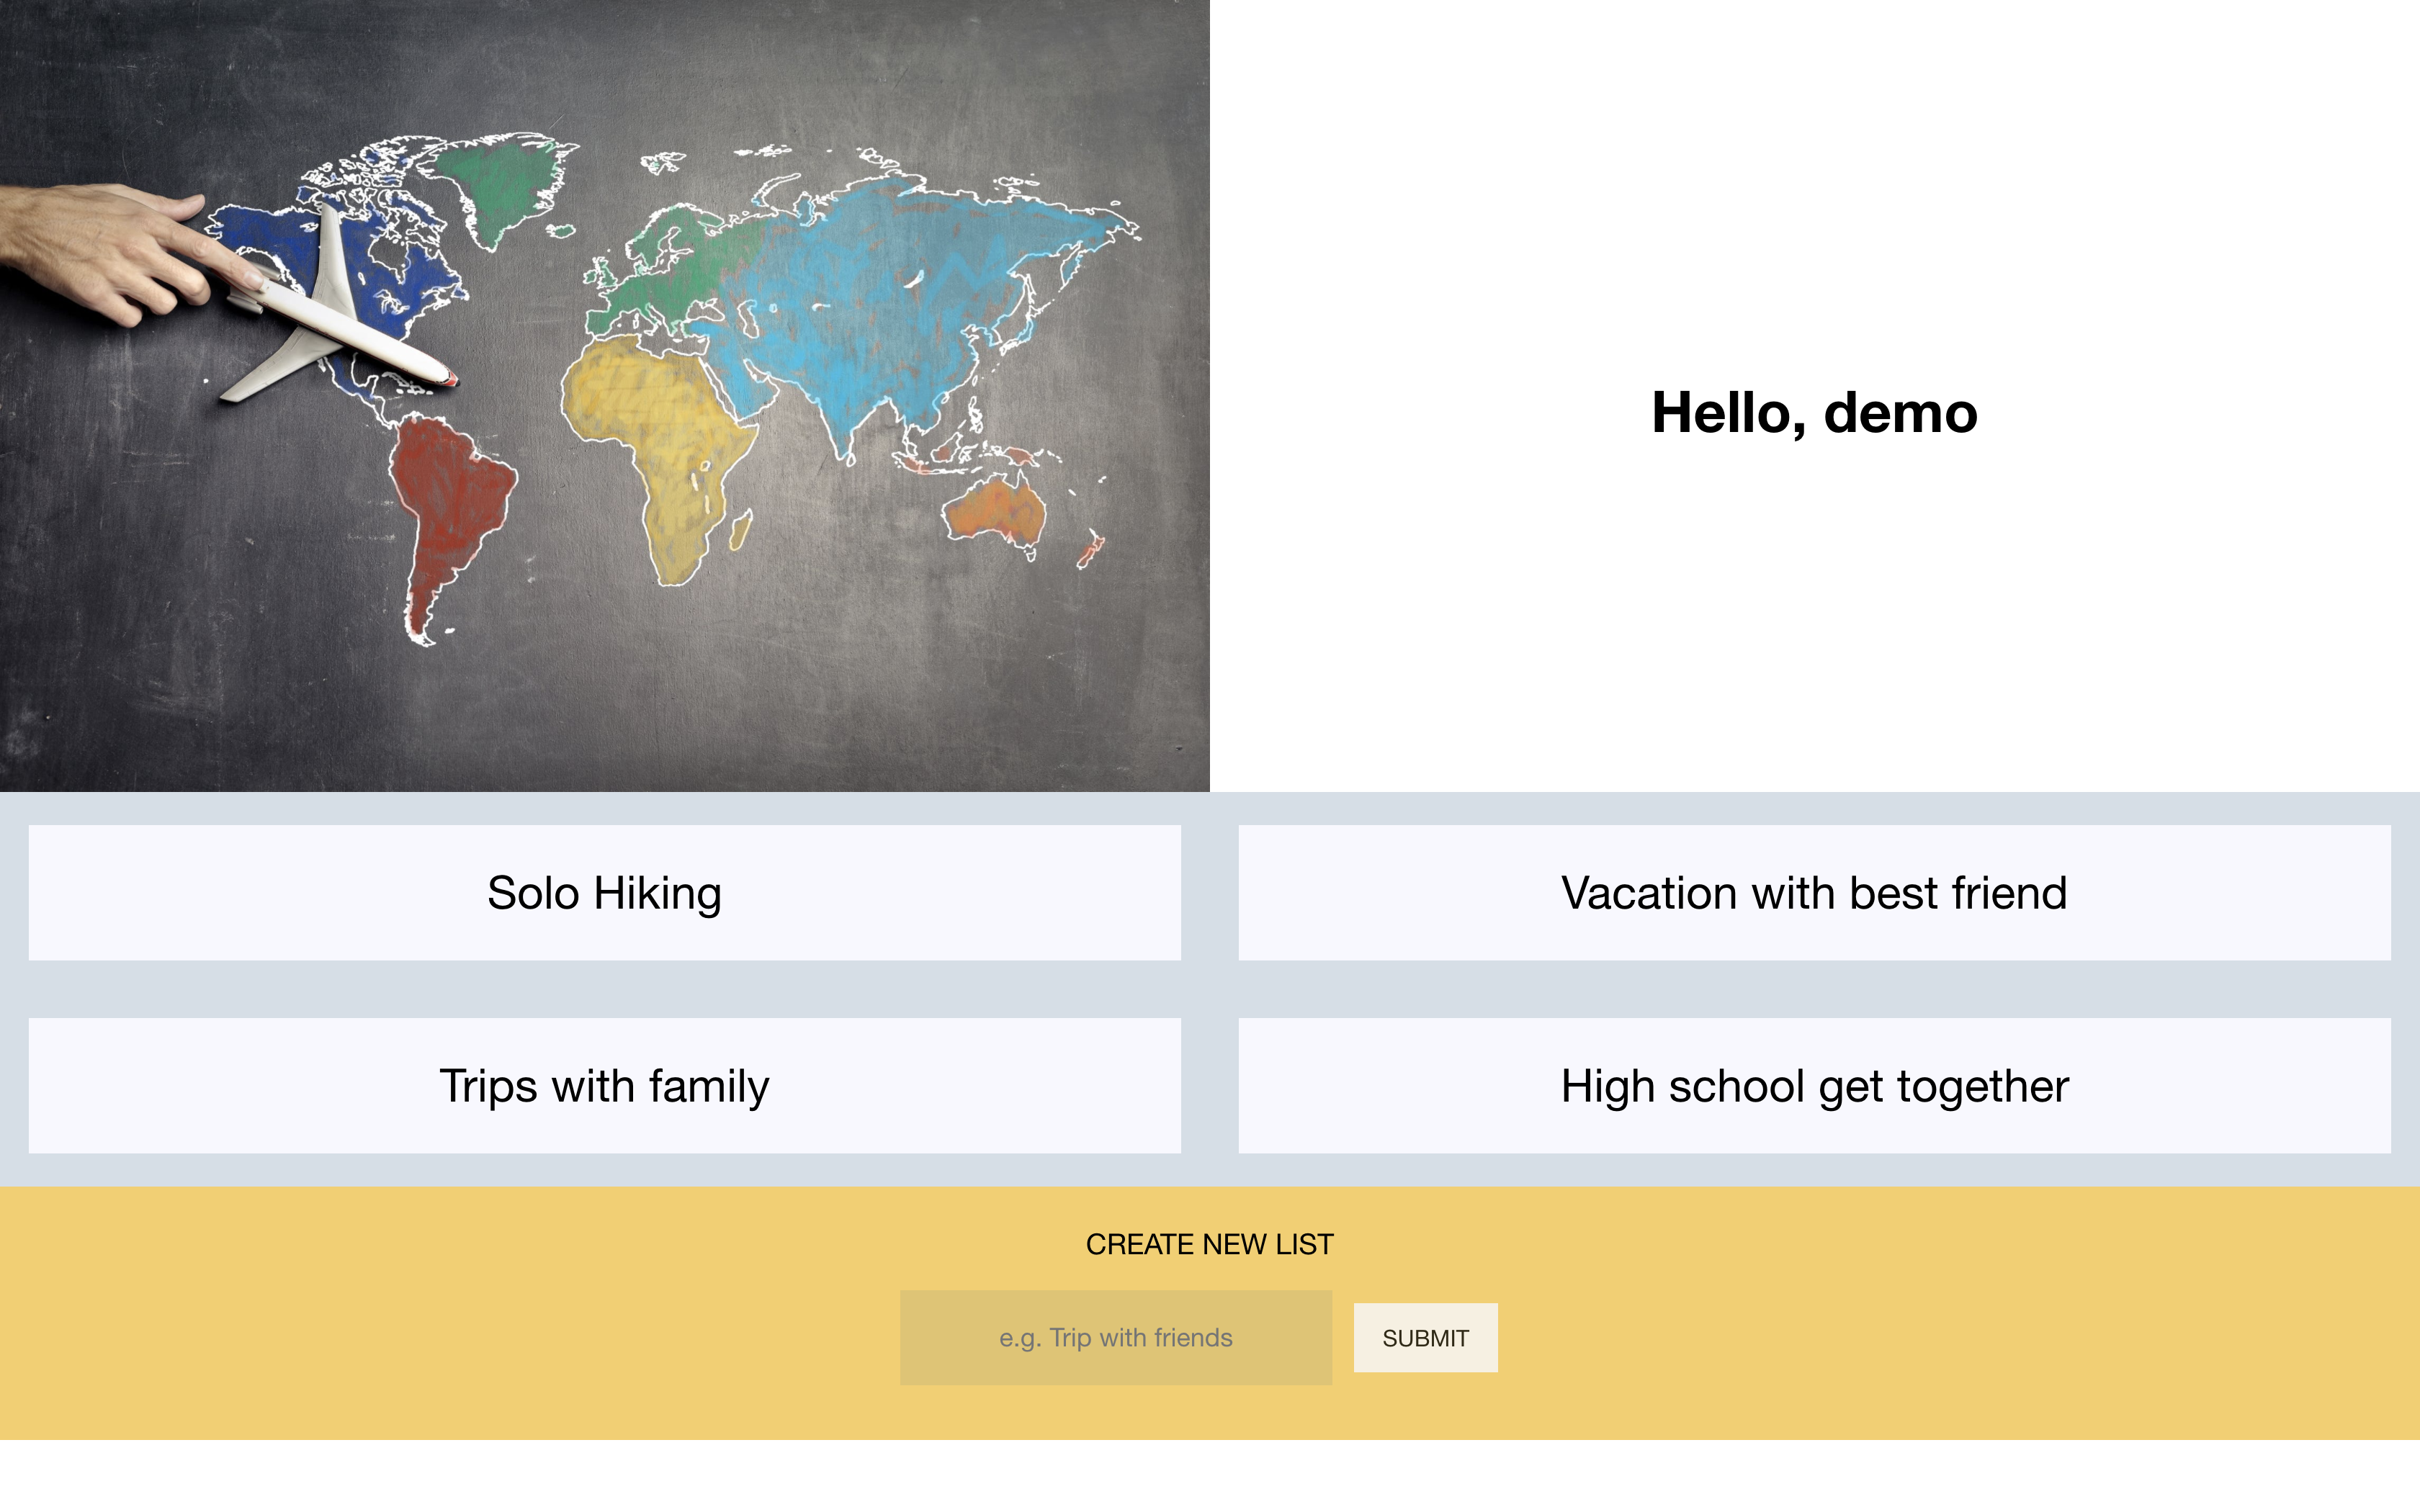 Hello, demo
Solo Hiking
Vacation with best friend
Trips with family
High school get together
CREATE NEW LIST
e.g. Trip with friends
SUBMIT